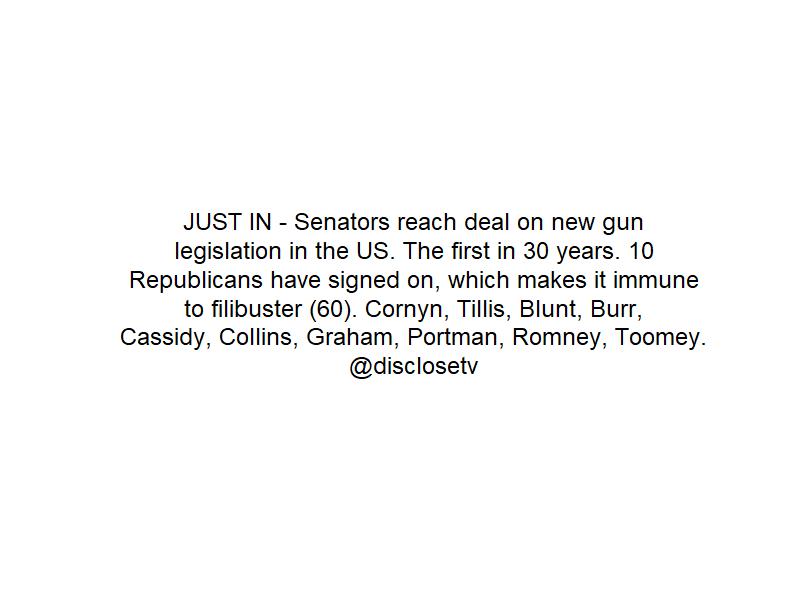 JUST IN - Senators reach deal on new gun
legislation in the US. The first in 30 years. 10
Republicans have signed on, which makes it immune
to filibuster (60). Cornyn, Tillis, Blunt, Burr,
Cassidy, Collins, Graham, Portman, Romney, Toomey.
@disclosetv